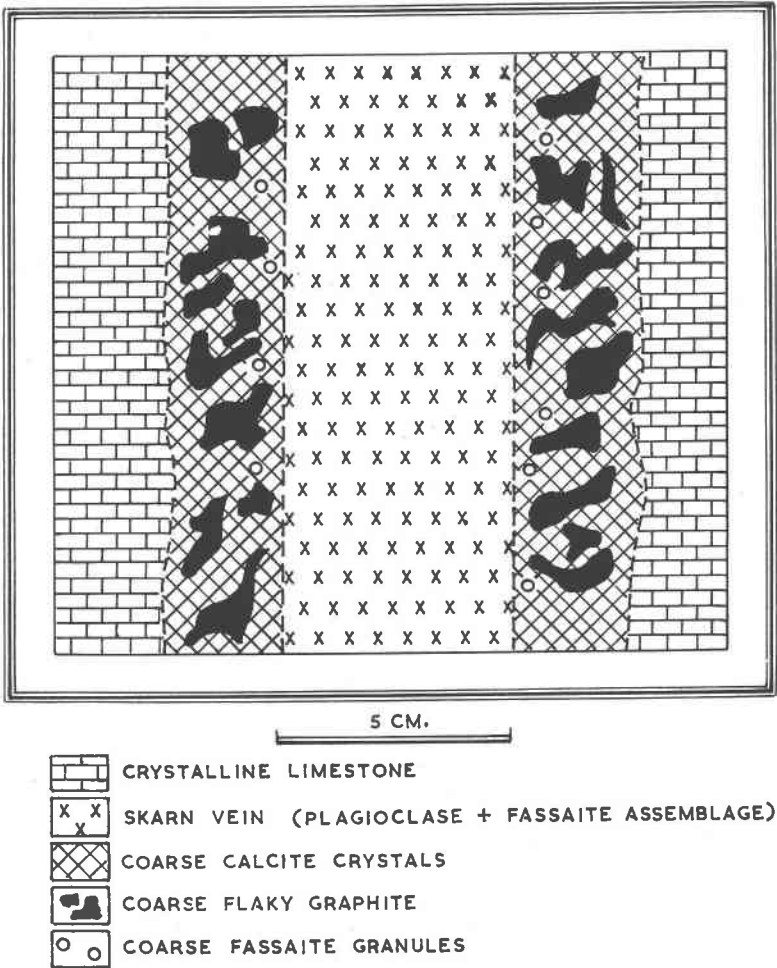 5 CM.
CRYSTALLINE LIMESTONE
SKARN VEIN (PLAGIOCLASE + FASSAITE ASSEMBLAGE)
COARSE CALCITE CRYSTALS
COARSE FLAKY GRAPHITE
COARSE FASSAITE GRANULES